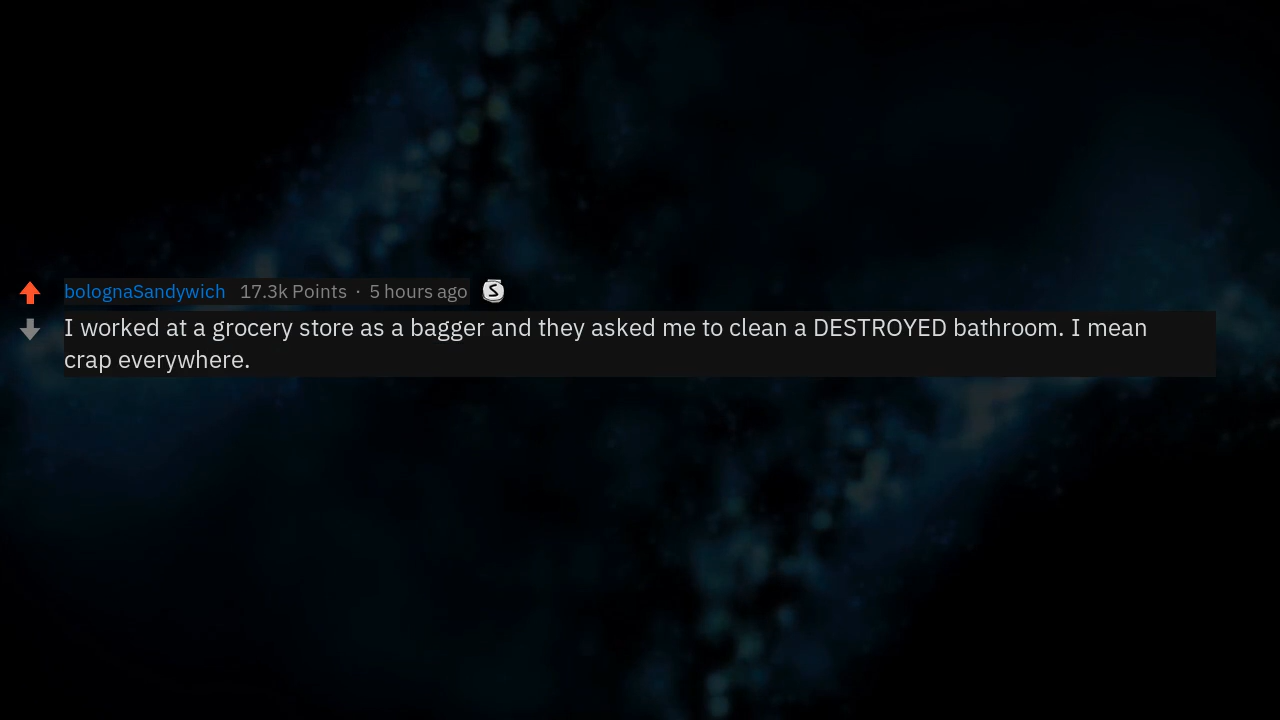 bolognaSandywich 17.3k Points · 5 hours ago S
I worked at a grocery store as a bagger and they asked me to clean a DESTROYED bathroom. I mean
crap everywhere.